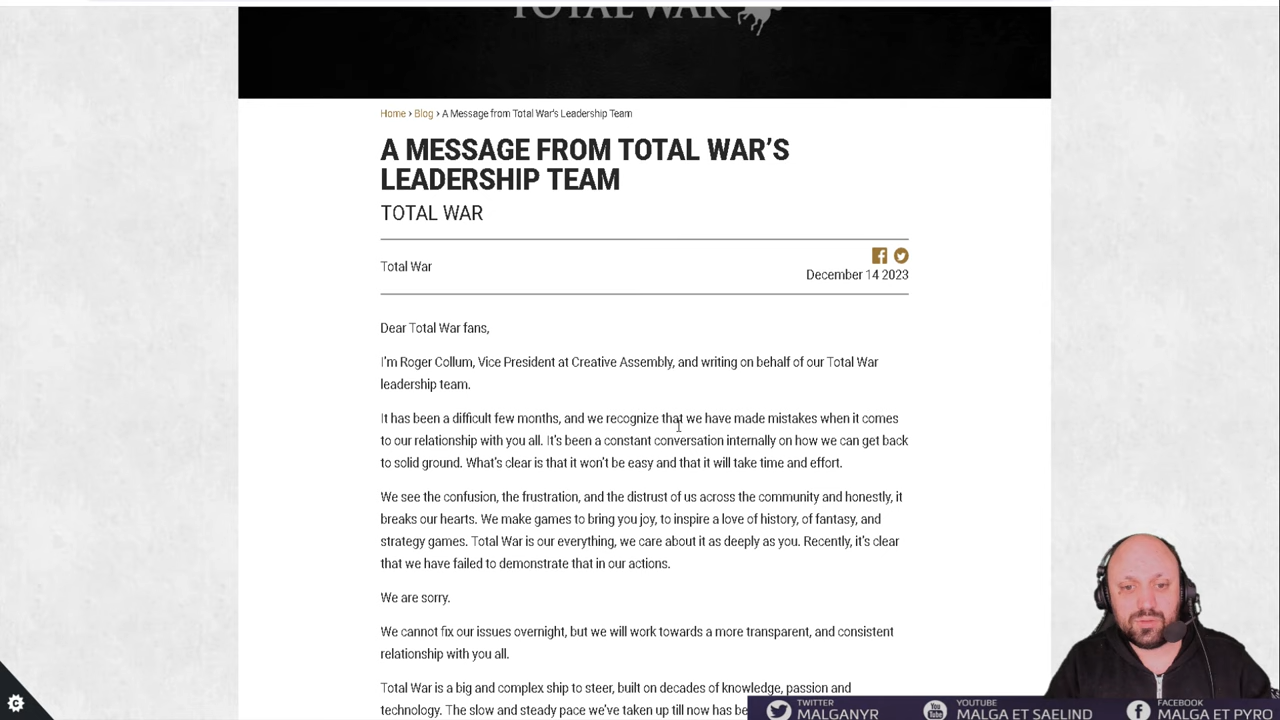 TOTAL WAR
Home › Blog › A Message from Total War's Leadership Team
A MESSAGE FROM TOTAL WAR'S
LEADERSHIP TEAM
TOTAL WAR
Total War
December 14 2023
Dear Total War fans,
I'm Roger Collum, Vice President at Creative Assembly, and writing on behalf of our Total War
leadership team.
It has been a difficult few months, and we recognize that we have made mistakes when it comes
to our relationship with you all. It's been a constant conversation internally on how we can get back
to solid ground. What's clear is that it won't be easy and that it will take time and effort.
We see the confusion, the frustration, and the distrust of us across the community and honestly, it
breaks our hearts. We make games to bring you joy, to inspire a love of history, of fantasy, and
strategy games. Total War is our everything, we care about it as deeply as you. Recently, it's clear
that we have failed to demonstrate that in our actions.
We are sorry.
We cannot fix our issues overnight, but we will work towards a more transparent, and consistent
relationship with you all.
Total War is a big and complex ship to steer, built on decades of knowledge, passion and
technology. The slow and steady pace we've taken up till now has be
TWITTER
MALGANYR
YOUTUBE
MALGA ET SAELIND
FACEBOOK
MALGA ET PYRO